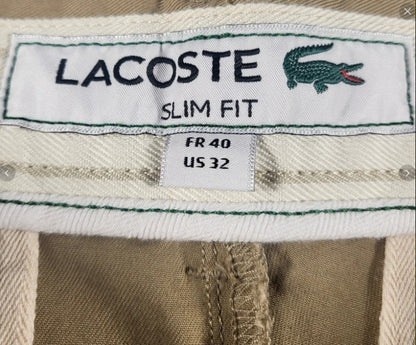 LACOSTE
SLIM FIT
FR 40
US 32